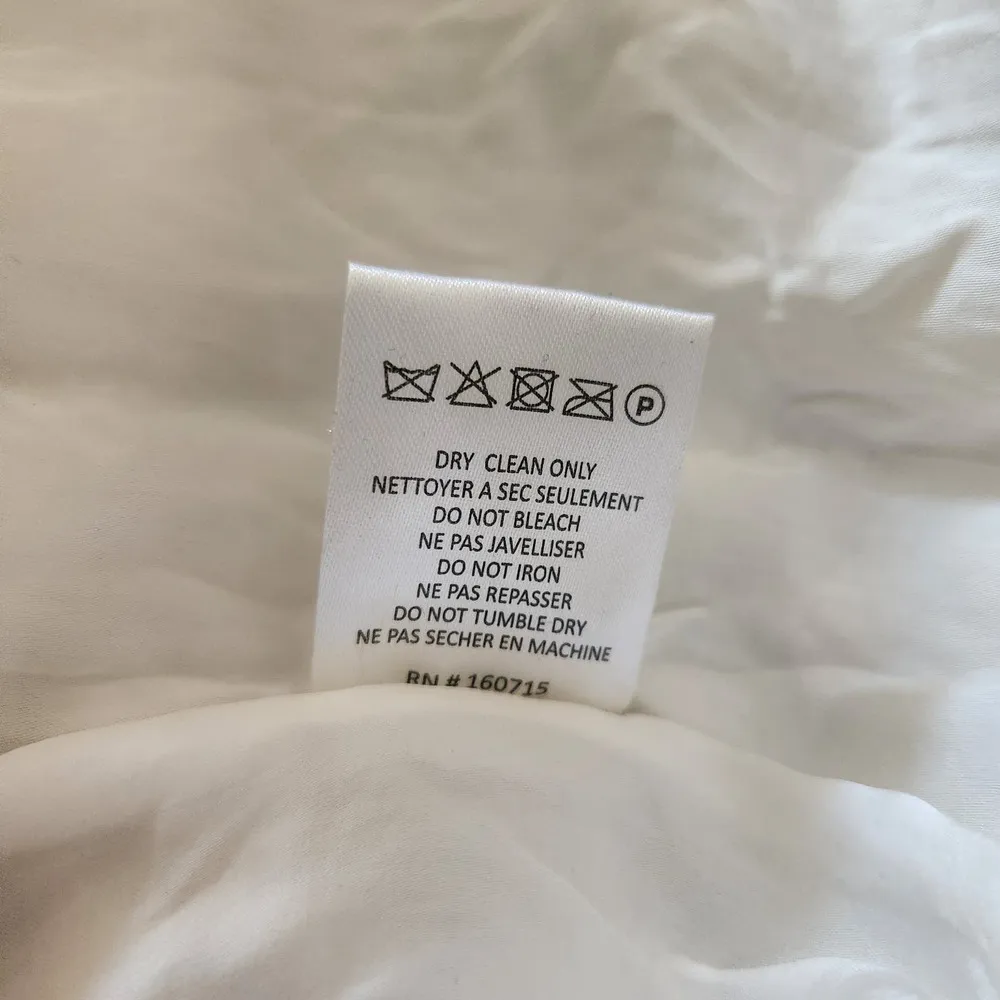 P
DRY CLEAN ONLY
NETTOYER A SEC SEULEMENT
DO NOT BLEACH
NE PAS JAVELLISER
DO NOT IRON
NE PAS REPASSER
DO NOT TUMBLE DRY
NE PAS SECHER EN MACHINE
RN # 160715